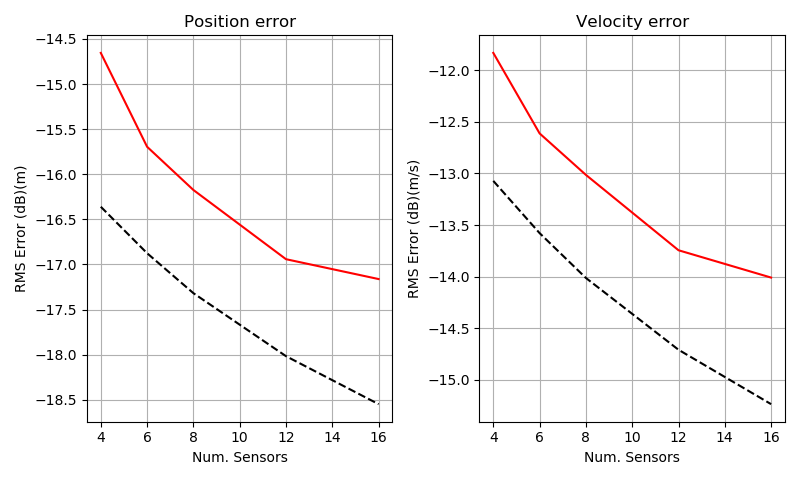 Position error
RMS Error (dB)(m)
−14.5
−15.0
−15.5
−16.0
−16.5
−17.0
−17.5
−18.0
−18.5
4 6 8 10 12 14 16
Num. Sensors
Velocity error
RMS Error (dB)(m/s)
−12.0
−12.5
−13.0
−13.5
−14.0
−14.5
−15.0
4 6 8 10 12 14 16
Num. Sensors